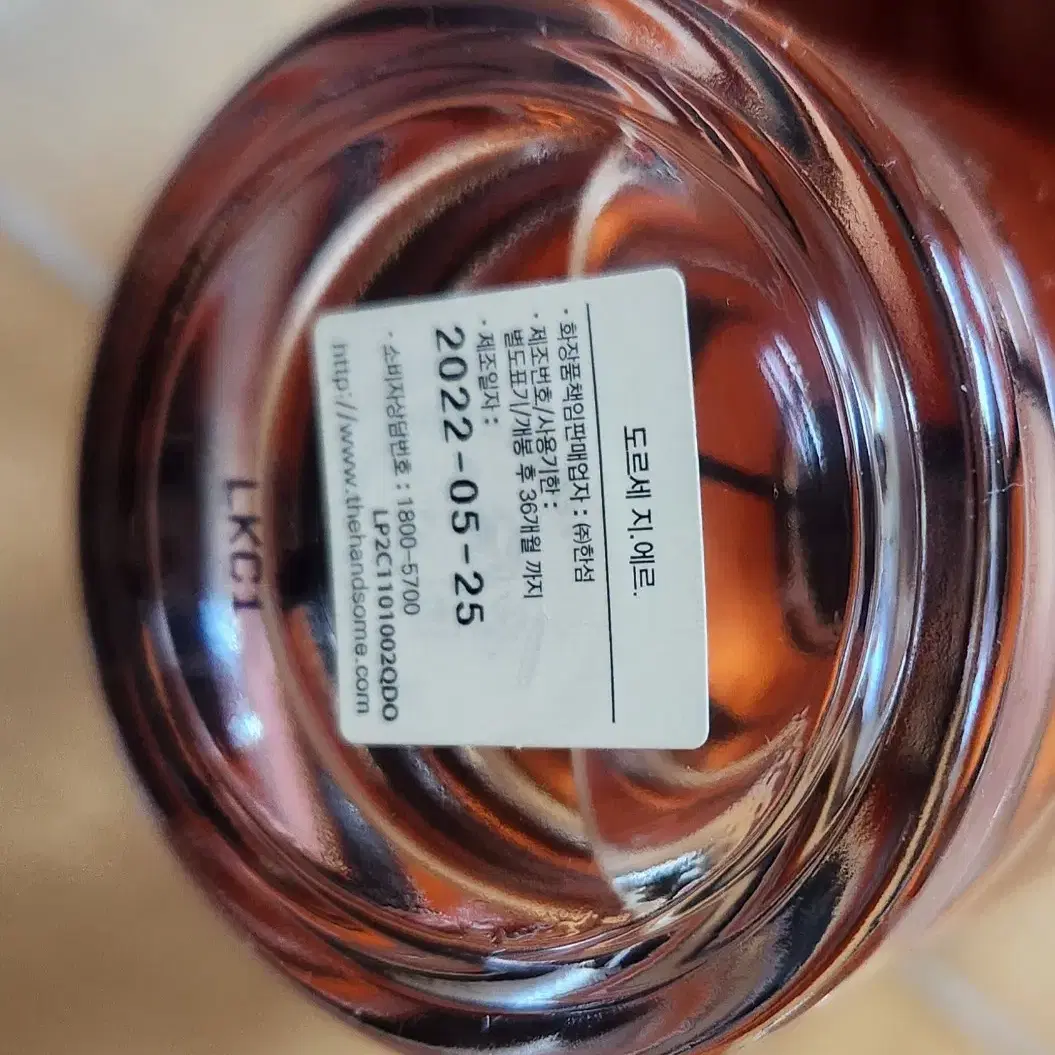 도르세 지.에르.
· 화장품책임판매업자 : ㈜한섬
· 제조번호/사용기한 :
별도표기/개봉 후 36개월 까지
· 제조일자 :
2022-05-25
· 소비자상담번호 : 1800-5700
LP2C1101002QDO
http://www.thehandsome.com
LKC1